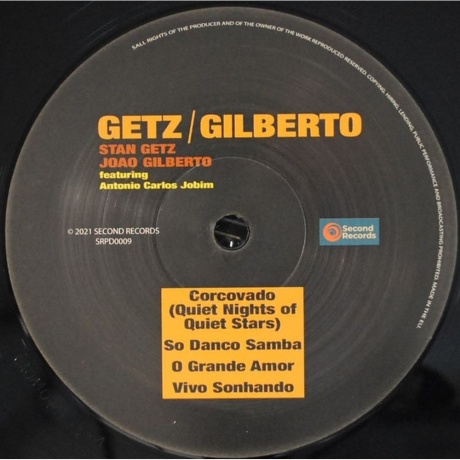 SALL RIGHTS OF THE PRODUCER AND OF THE OWNER OF THE WORK REPRODUCED RESERVED. COPYING, HIRING, LENDING, PUBLIC PERFORMANCE AND BROADCASTING PROHIBITED. MADE IN THE EU.
GETZ/GILBERTO
STAN GETZ
JOAO GILBERTO
featuring
Antonio Carlos Jobim
© 2021 SECOND RECORDS
SRPD0009
Second
Records
Corcovado
(Quiet Nights of
Quiet Stars)
So Danco Samba
O Grande Amor
Vivo Sonhando